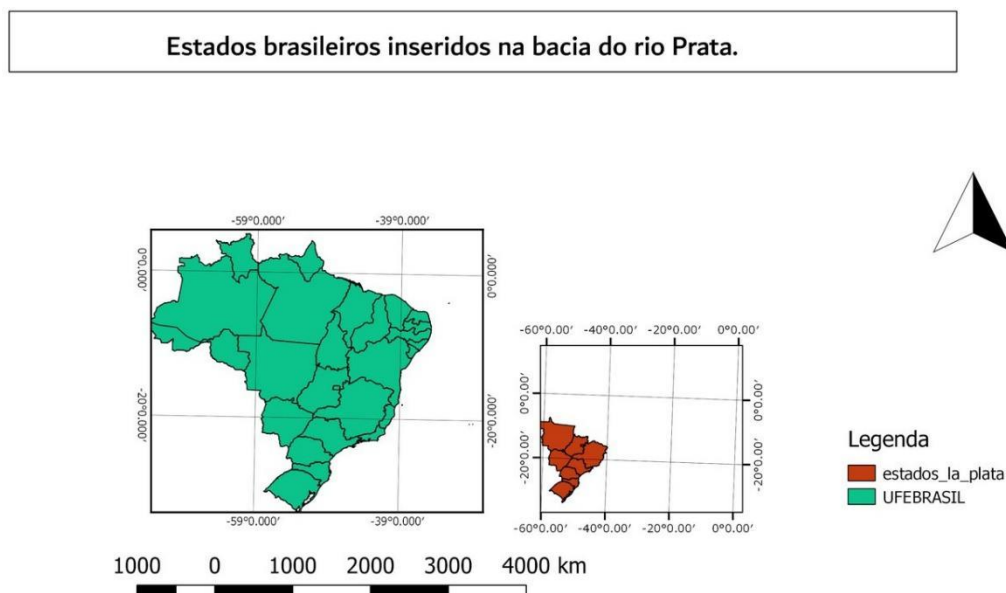 Estados brasileiros inseridos na bacia do rio Prata.
-59°0.000′ -39°0.000′
0°0.000′ 0°0.000′
-20°0.000′ -20°0.000′
-59°0.000′ -39°0.000′
-60°0.00′ -40°0.00′ -20°0.00′ 0°0.00′
0°0.00′ 0°0.00′
-20°0.00′ -20°0.00′
-60°0.00′ -40°0.00′ -20°0.00′ 0°0.00′
Legenda
estados_la_plata
UFEBRASIL
1000 0 1000 2000 3000 4000 km